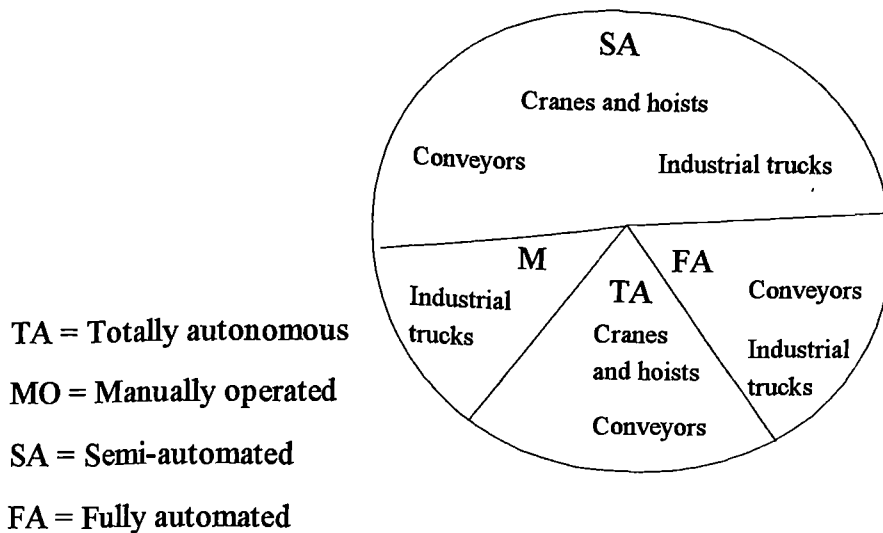 SA
Cranes and hoists
Conveyors
Industrial trucks
M
FA
Industrial
trucks
TA
Cranes
and hoists
Conveyors
Conveyors
Industrial
trucks
TA = Totally autonomous
MO = Manually operated
SA = Semi-automated
FA = Fully automated